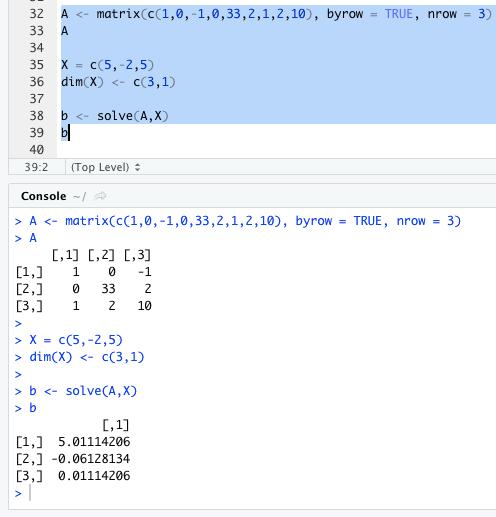 32 A <- matrix(c(1,0,-1,0,33,2,1,2,10), byrow = TRUE, nrow = 3)
33 A
34
35 X = c(5,-2,5)
36 dim(X) <- c(3,1)
37
38 b <- solve(A,X)
39 b
40
39:2 (Top Level)
Console ~/
> A <- matrix(c(1,0,-1,0,33,2,1,2,10), byrow = TRUE, nrow = 3)
> A
[,1] [,2] [,3]
[1,] 1 0 -1
[2,] 0 33 2
[3,] 1 2 10
>
> X = c(5,-2,5)
> dim(X) <- c(3,1)
>
> b <- solve(A,X)
> b
[,1]
[1,] 5.01114206
[2,] -0.06128134
[3,] 0.01114206
>